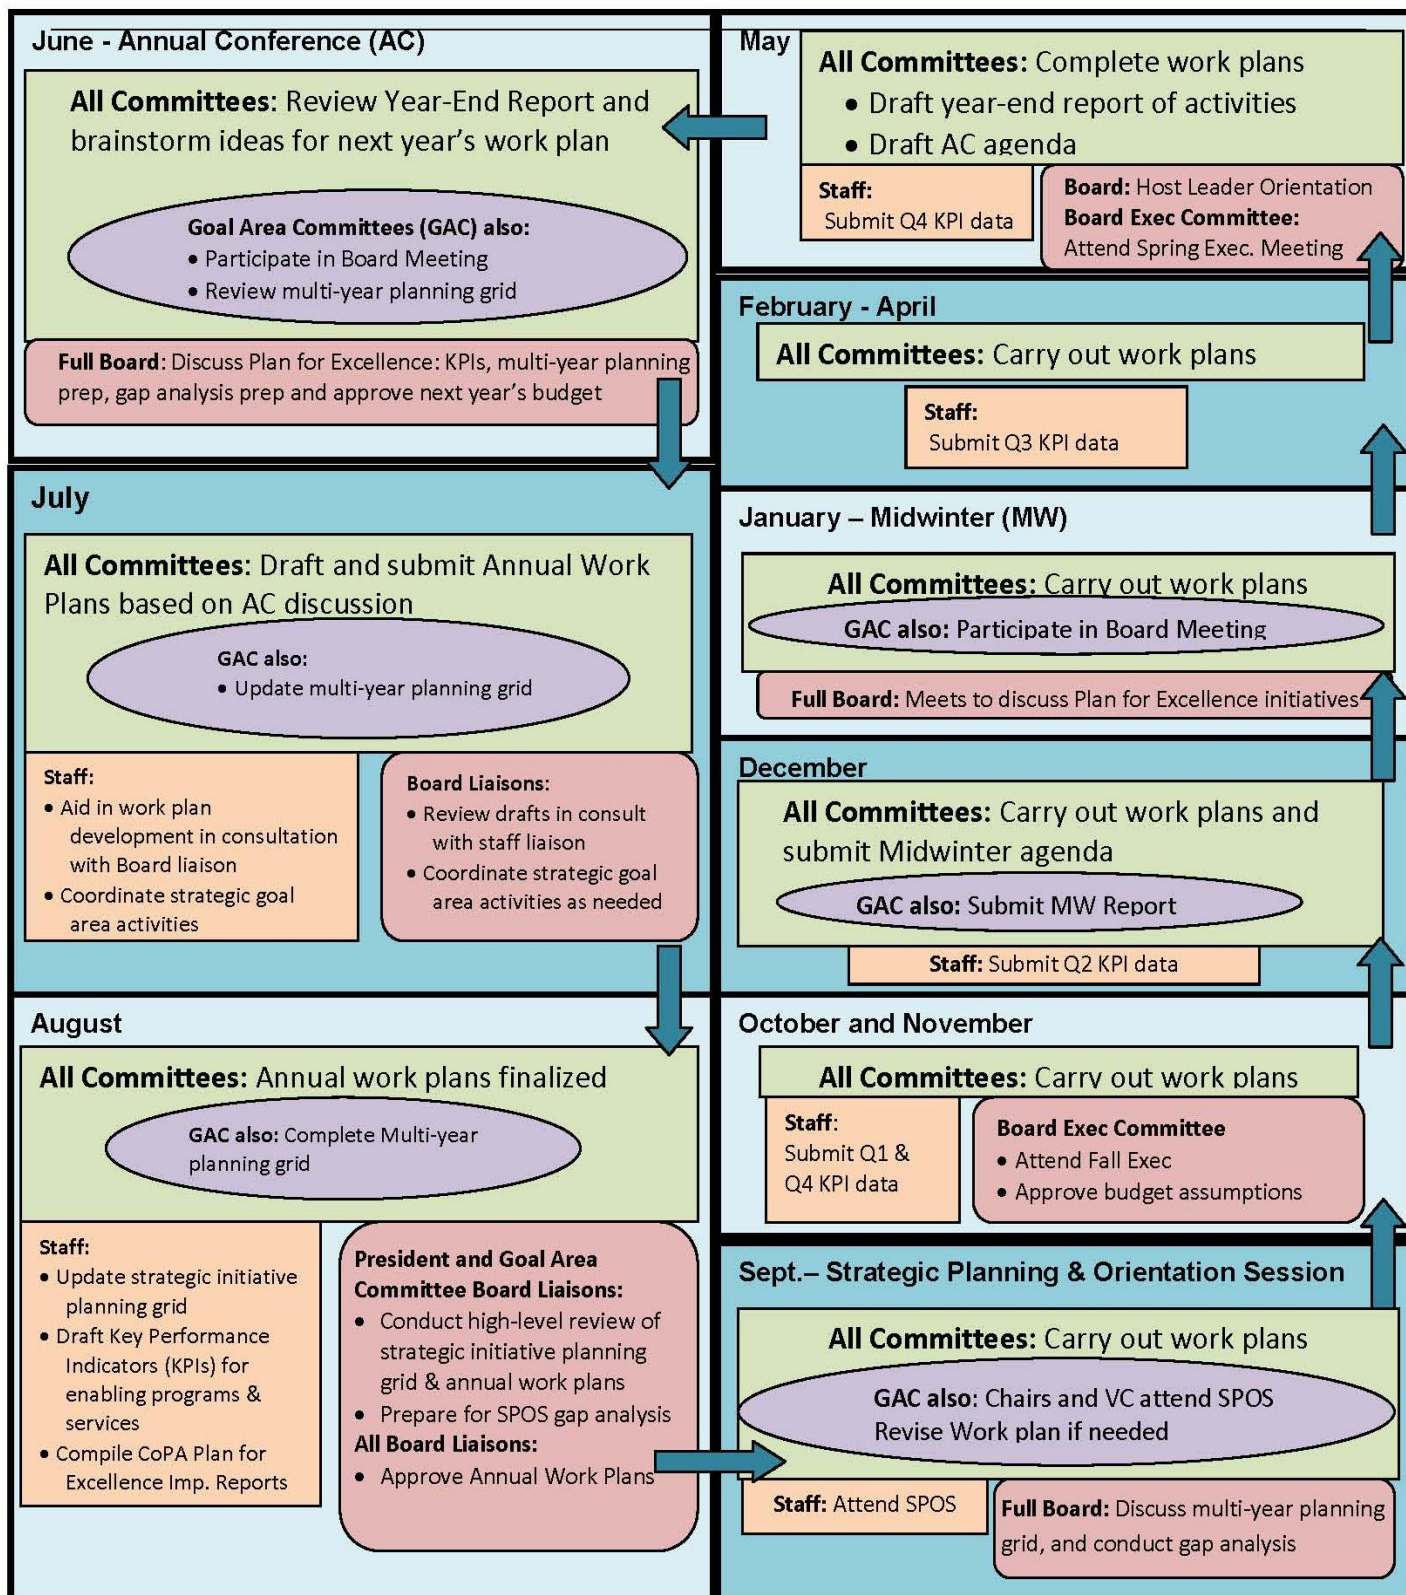 June - Annual Conference (AC)
All Committees: Review Year-End Report and
brainstorm ideas for next year's work plan
Goal Area Committees (GAC) also:
• Participate in Board Meeting
• Review multi-year planning grid
Full Board: Discuss Plan for Excellence: KPIs, multi-year planning
prep, gap analysis prep and approve next year's budget
July
All Committees: Draft and submit Annual Work
Plans based on AC discussion
GAC also:
• Update multi-year planning grid
Staff:
• Aid in work plan
development in consultation
with Board liaison
• Coordinate strategic goal
area activities
Board Liaisons:
• Review drafts in consult
with staff liaison
• Coordinate strategic goal
area activities as needed
August
All Committees: Annual work plans finalized
GAC also: Complete Multi-year
planning grid
Staff:
• Update strategic initiative
planning grid
• Draft Key Performance
Indicators (KPIs) for
enabling programs &
services
• Compile CoPA Plan for
Excellence Imp. Reports
President and Goal Area
Committee Board Liaisons:
• Conduct high-level review of
strategic initiative planning
grid & annual work plans
• Prepare for SPOS gap analysis
All Board Liaisons:
• Approve Annual Work Plans
May
All Committees: Complete work plans
• Draft year-end report of activities
• Draft AC agenda
Staff:
Submit Q4 KPI data
Board: Host Leader Orientation
Board Exec Committee:
Attend Spring Exec. Meeting
February - April
All Committees: Carry out work plans
Staff:
Submit Q3 KPI data
January – Midwinter (MW)
All Committees: Carry out work plans
GAC also: Participate in Board Meeting
Full Board: Meets to discuss Plan for Excellence initiatives
December
All Committees: Carry out work plans and
submit Midwinter agenda
GAC also: Submit MW Report
Staff: Submit Q2 KPI data
October and November
All Committees: Carry out work plans
Staff:
Submit Q1 &
Q4 KPI data
Board Exec Committee
• Attend Fall Exec
• Approve budget assumptions
Sept.– Strategic Planning & Orientation Session
All Committees: Carry out work plans
GAC also: Chairs and VC attend SPOS
Revise Work plan if needed
Staff: Attend SPOS
Full Board: Discuss multi-year planning
grid, and conduct gap analysis